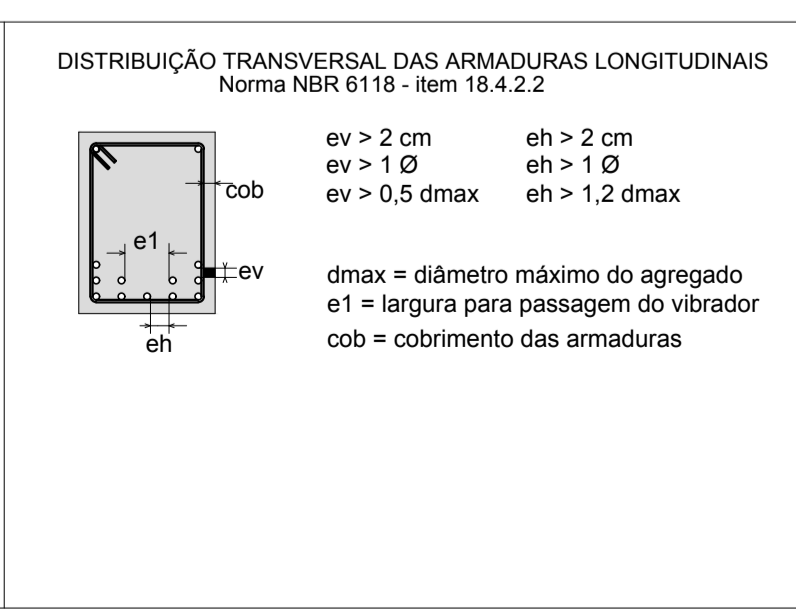 DISTRIBUIÇÃO TRANSVERSAL DAS ARMADURAS LONGITUDINAIS
Norma NBR 6118 - item 18.4.2.2
ev > 2 cm eh > 2 cm
ev > 1 Ø eh > 1 Ø
ev > 0,5 dmax eh > 1,2 dmax
cob
e1
ev
eh
dmax = diâmetro máximo do agregado
e1 = largura para passagem do vibrador
cob = cobrimento das armaduras